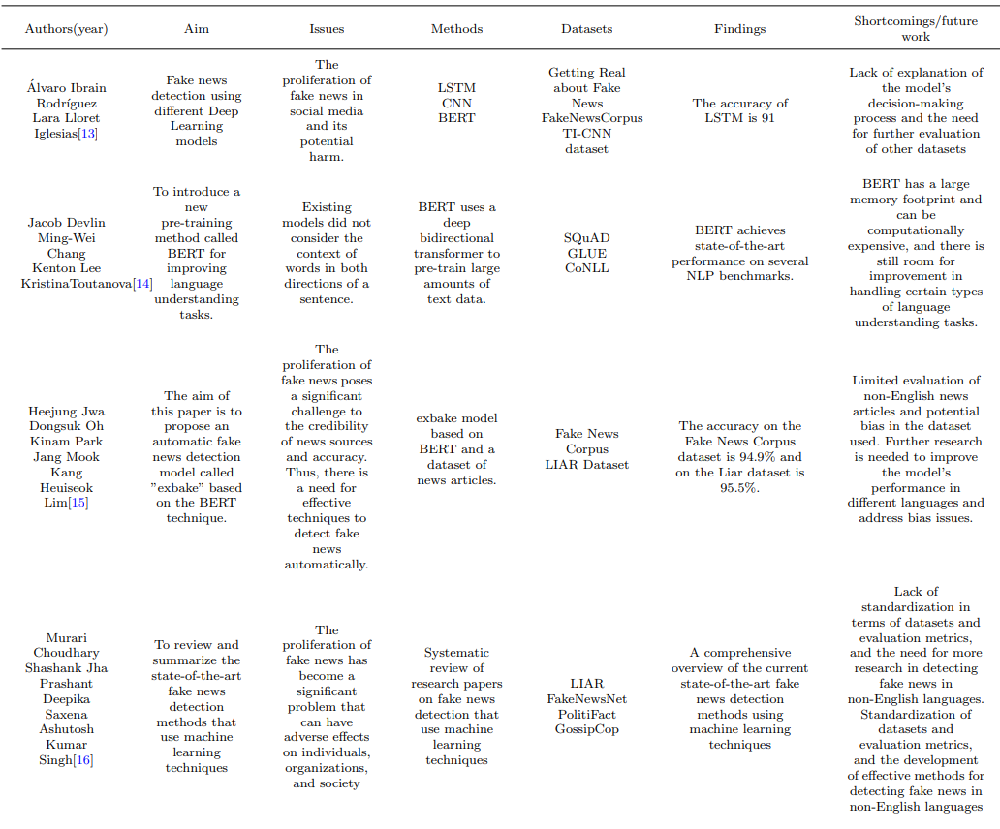 Authors(year)
Aim
Issues
Methods
Datasets
Findings
Shortcomings/future
work
Álvaro Ibrain
Rodríguez
Lara Lloret
Iglesias[13]
Fake news
detection using
different Deep
Learning
models
The
proliferation of
fake news in
social media
and its
potential
harm.
LSTM
CNN
BERT
Getting Real
about Fake
News
FakeNewsCorpus
TI-CNN
dataset
The accuracy of
LSTM is 91
Lack of explanation of
the model's
decision-making
process and the need
for further evaluation
of other datasets
Jacob Devlin
Ming-Wei
Chang
Kenton Lee
KristinaToutanova[14]
To introduce a
new
pre-training
method called
BERT for
improving
language
understanding
tasks.
Existing
models did not
consider the
context of
words in both
directions of a
sentence.
BERT uses a
deep
bidirectional
transformer to
pre-train large
amounts of
text data.
SQuAD
GLUE
CoNLL
BERT achieves
state-of-the-art
performance on several
NLP benchmarks.
BERT has a large
memory footprint and
can be
computationally
expensive, and there is
still room for
improvement in
handling certain types
of language
understanding tasks.
Heejung Jwa
Dongsuk Oh
Kinam Park
Jang Mook
Kang
Heuiseok
Lim[15]
The aim of
this paper is to
propose an
automatic fake
news detection
model called
"exbake" based
on the BERT
technique.
The
proliferation of
fake news poses
a significant
challenge to
the credibility
of news sources
and accuracy.
Thus, there is
a need for
effective
techniques to
detect fake
news
automatically.
exbake model
based on
BERT and a
dataset of
news articles.
Fake News
Corpus
LIAR Dataset
The accuracy on the
Fake News Corpus
dataset is 94.9% and
on the Liar dataset is
95.5%.
Limited evaluation of
non-English news
articles and potential
bias in the dataset
used. Further research
is needed to improve
the model's
performance in
different languages and
address bias issues.
Murari
Choudhary
Shashank Jha
Prashant
Deepika
Saxena
Ashutosh
Kumar
Singh[16]
To review and
summarize the
state-of-the-art
fake news
detection
methods that
use machine
learning
techniques
The
proliferation of
fake news has
become a
significant
problem that
can have
adverse effects
on individuals,
organizations,
and society
Systematic
review of
research papers
on fake news
detection that
use machine
learning
techniques
LIAR
FakeNewsNet
PolitiFact
GossipCop
A comprehensive
overview of the current
state-of-the-art fake
news detection
methods using
machine learning
techniques
Lack of
standardization in
terms of datasets and
evaluation metrics,
and the need for more
research in detecting
fake news in
non-English languages.
Standardization of
datasets and
evaluation metrics,
and the development
of effective methods for
detecting fake news in
non-English languages